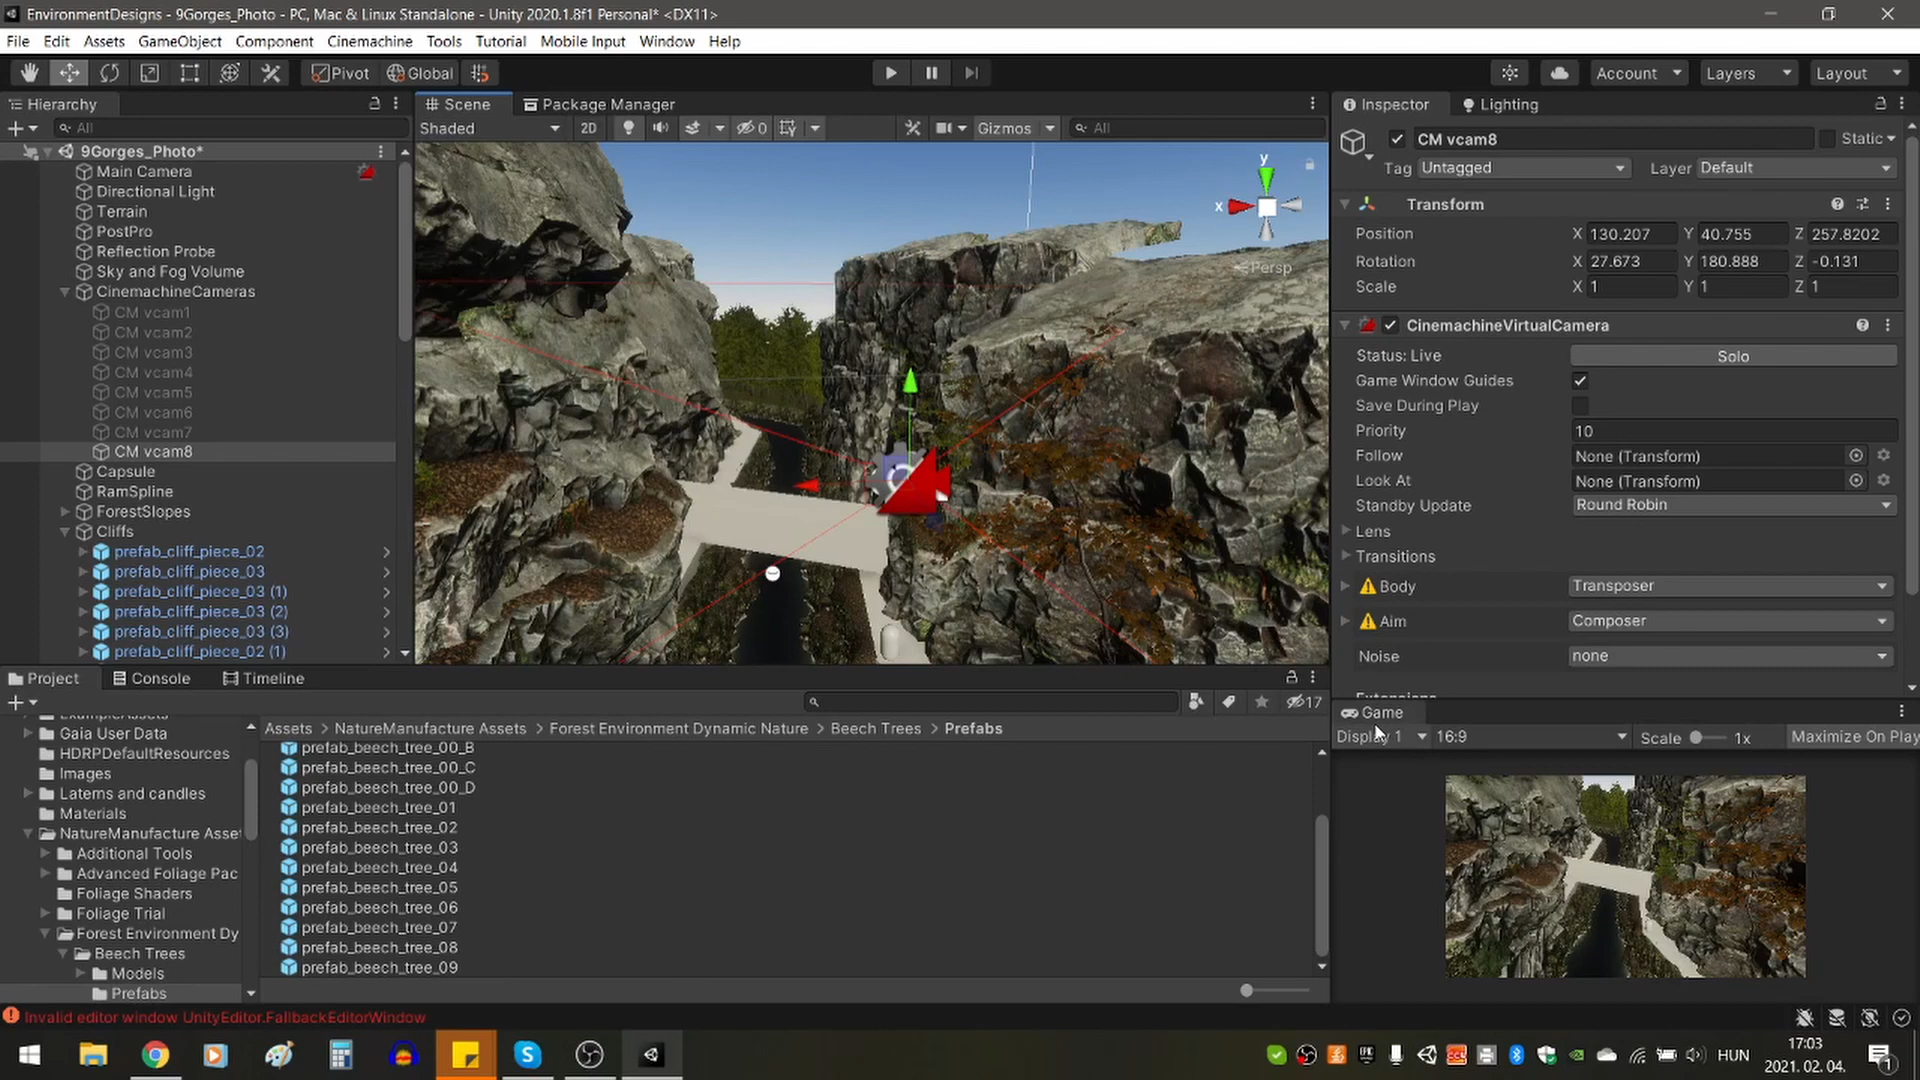 EnvironmentDesigns - 9Gorges_Photo - PC, Mac & Linux Standalone - Unity 2020.1.8f1 Personal* <DX11>
File Edit Assets GameObject Component Cinemachine Tools Tutorial Mobile Input Window Help
Pivot Global Account Layers Layout
Hierarchy
All
9Gorges_Photo*
Main Camera
Directional Light
Terrain
PostPro
Reflection Probe
Sky and Fog Volume
CinemachineCameras
CM vcam1
CM vcam2
CM vcam3
CM vcam4
CM vcam5
CM vcam6
CM vcam7
CM vcam8
Capsule
RamSpline
ForestSlopes
Cliffs
prefab_cliff_piece_02
prefab_cliff_piece_03
prefab_cliff_piece_03 (1)
prefab_cliff_piece_03 (2)
prefab_cliff_piece_03 (3)
prefab_cliff_piece_02 (1)
Scene Package Manager
Shaded 2D 0 Gizmos All
y
x
Persp
Inspector Lighting
CM vcam8 Static
Tag Untagged Layer Default
Transform
Position X 130.207 Y 40.755 Z 257.8202
Rotation X 27.673 Y 180.888 Z -0.131
Scale X 1 Y 1 Z 1
CinemachineVirtualCamera
Status: Live Solo
Game Window Guides
Save During Play
Priority 10
Follow None (Transform)
Look At None (Transform)
Standby Update Round Robin
Lens
Transitions
Body Transposer
Aim Composer
Noise none
Extensions
Game
Display 1 16:9 Scale 1x Maximize On Play
Project Console Timeline
17
Gaia User Data
HDRPDefaultResources
Images
Laterns and candles
Materials
NatureManufacture Asset
Additional Tools
Advanced Foliage Pac
Foliage Shaders
Foliage Trial
Forest Environment Dy
Beech Trees
Models
Prefabs
Assets > NatureManufacture Assets > Forest Environment Dynamic Nature > Beech Trees > Prefabs
prefab_beech_tree_00_B
prefab_beech_tree_00_C
prefab_beech_tree_00_D
prefab_beech_tree_01
prefab_beech_tree_02
prefab_beech_tree_03
prefab_beech_tree_04
prefab_beech_tree_05
prefab_beech_tree_06
prefab_beech_tree_07
prefab_beech_tree_08
prefab_beech_tree_09
Invalid editor window UnityEditor.FallbackEditorWindow
HUN
17:03
2021. 02. 04.
1